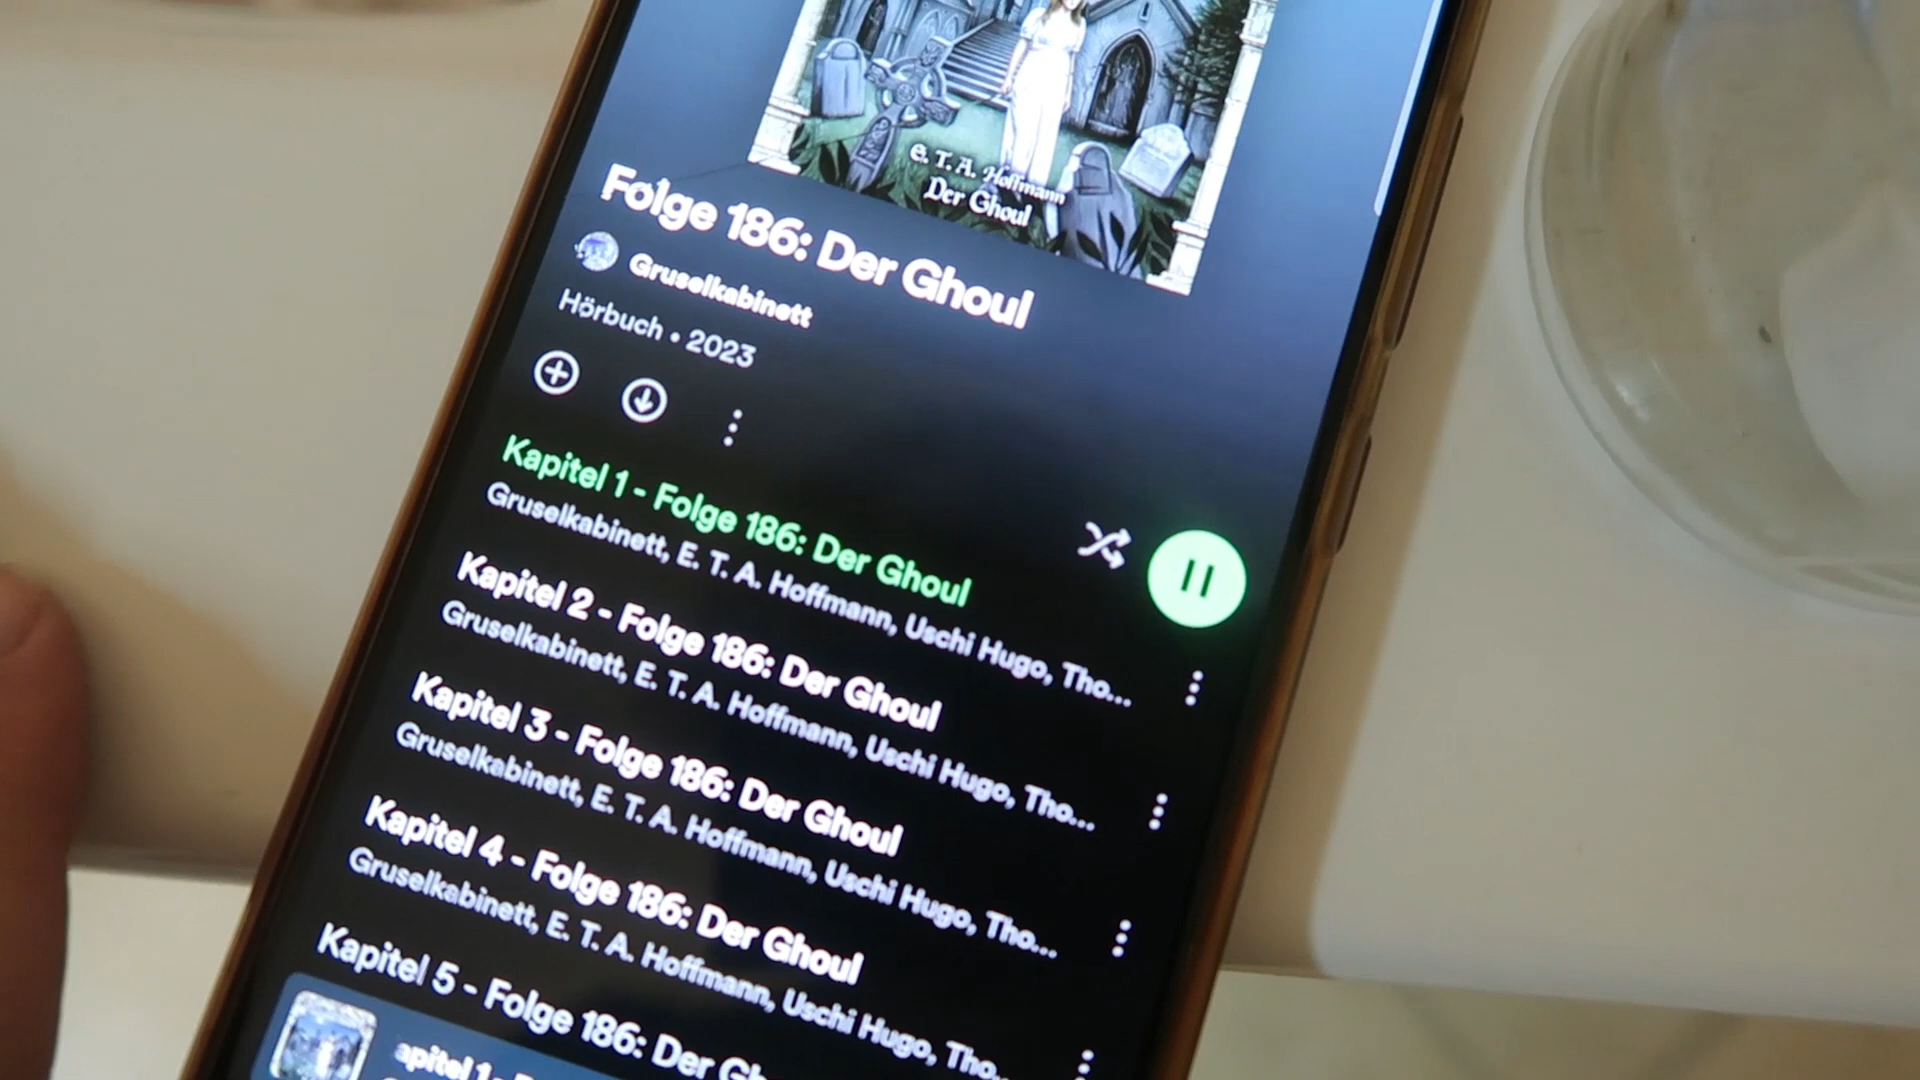 E. T. A. Hoffmann
Der Ghoul
Folge 186: Der Ghoul
Gruselkabinett
Hörbuch • 2023
Kapitel 1 - Folge 186: Der Ghoul
Gruselkabinett, E. T. A. Hoffmann, Uschi Hugo, Tho...
Kapitel 2 - Folge 186: Der Ghoul
Gruselkabinett, E. T. A. Hoffmann, Uschi Hugo, Tho...
Kapitel 3 - Folge 186: Der Ghoul
Gruselkabinett, E. T. A. Hoffmann, Uschi Hugo, Tho...
Kapitel 4 - Folge 186: Der Ghoul
Gruselkabinett, E. T. A. Hoffmann, Uschi Hugo, Tho...
Kapitel 5 - Folge 186: Der Gh
apitel 1 -